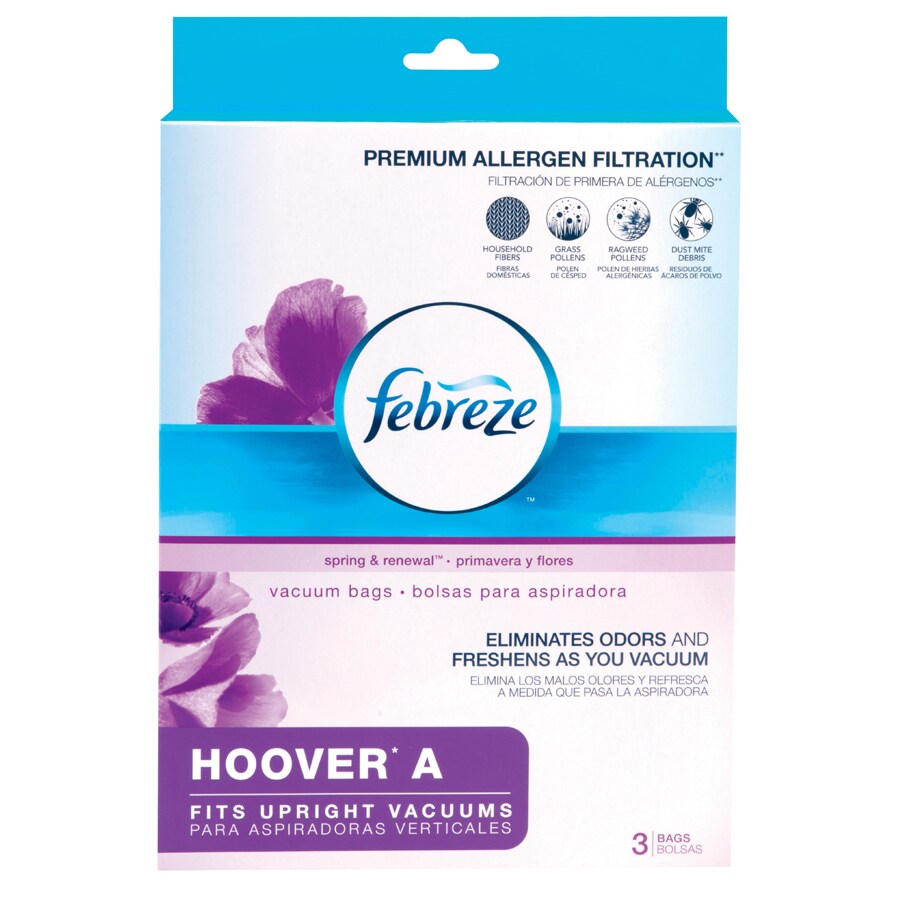 PREMIUM ALLERGEN FILTRATION**
FILTRACIÓN DE PRIMERA DE ALÉRGENOS**
HOUSEHOLD FIBERS
FIBRAS DOMÉSTICAS
GRASS POLLENS
POLEN DE CÉSPED
RAGWEED POLLENS
POLEN DE HIERBAS ALERGÉNICAS
DUST MITE DEBRIS
RESIDUOS DE ÁCAROS DE POLVO
febreze
TM
spring & renewal™ • primavera y flores
vacuum bags • bolsas para aspiradora
ELIMINATES ODORS AND
FRESHENS AS YOU VACUUM
ELIMINA LOS MALOS OLORES Y REFRESCA
A MEDIDA QUE PASA LA ASPIRADORA
HOOVER* A
FITS UPRIGHT VACUUMS
PARA ASPIRADORAS VERTICALES
3 BAGS
BOLSAS